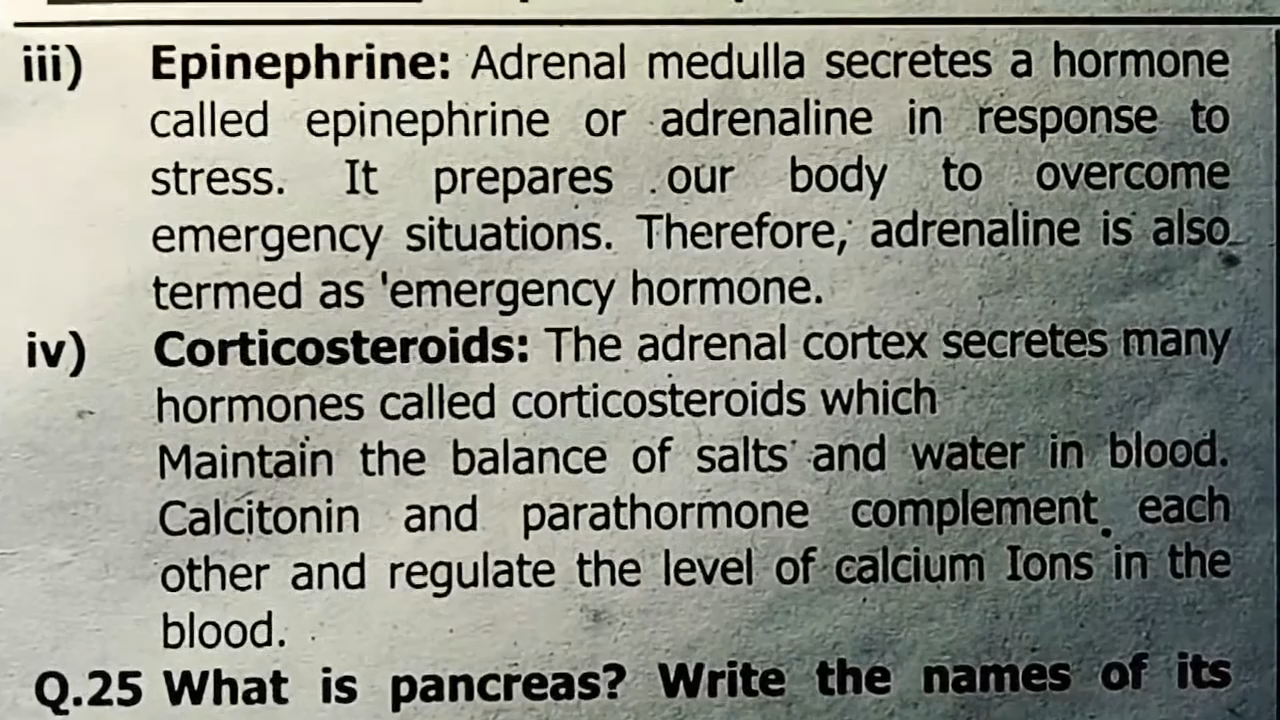 iii) Epinephrine: Adrenal medulla secretes a hormone
called epinephrine or adrenaline in response to
stress. It prepares our body to overcome
emergency situations. Therefore, adrenaline is also
termed as 'emergency hormone.
iv) Corticosteroids: The adrenal cortex secretes many
hormones called corticosteroids which
Maintain the balance of salts and water in blood.
Calcitonin and parathormone complement each
other and regulate the level of calcium Ions in the
blood.
Q.25 What is pancreas? Write the names of its